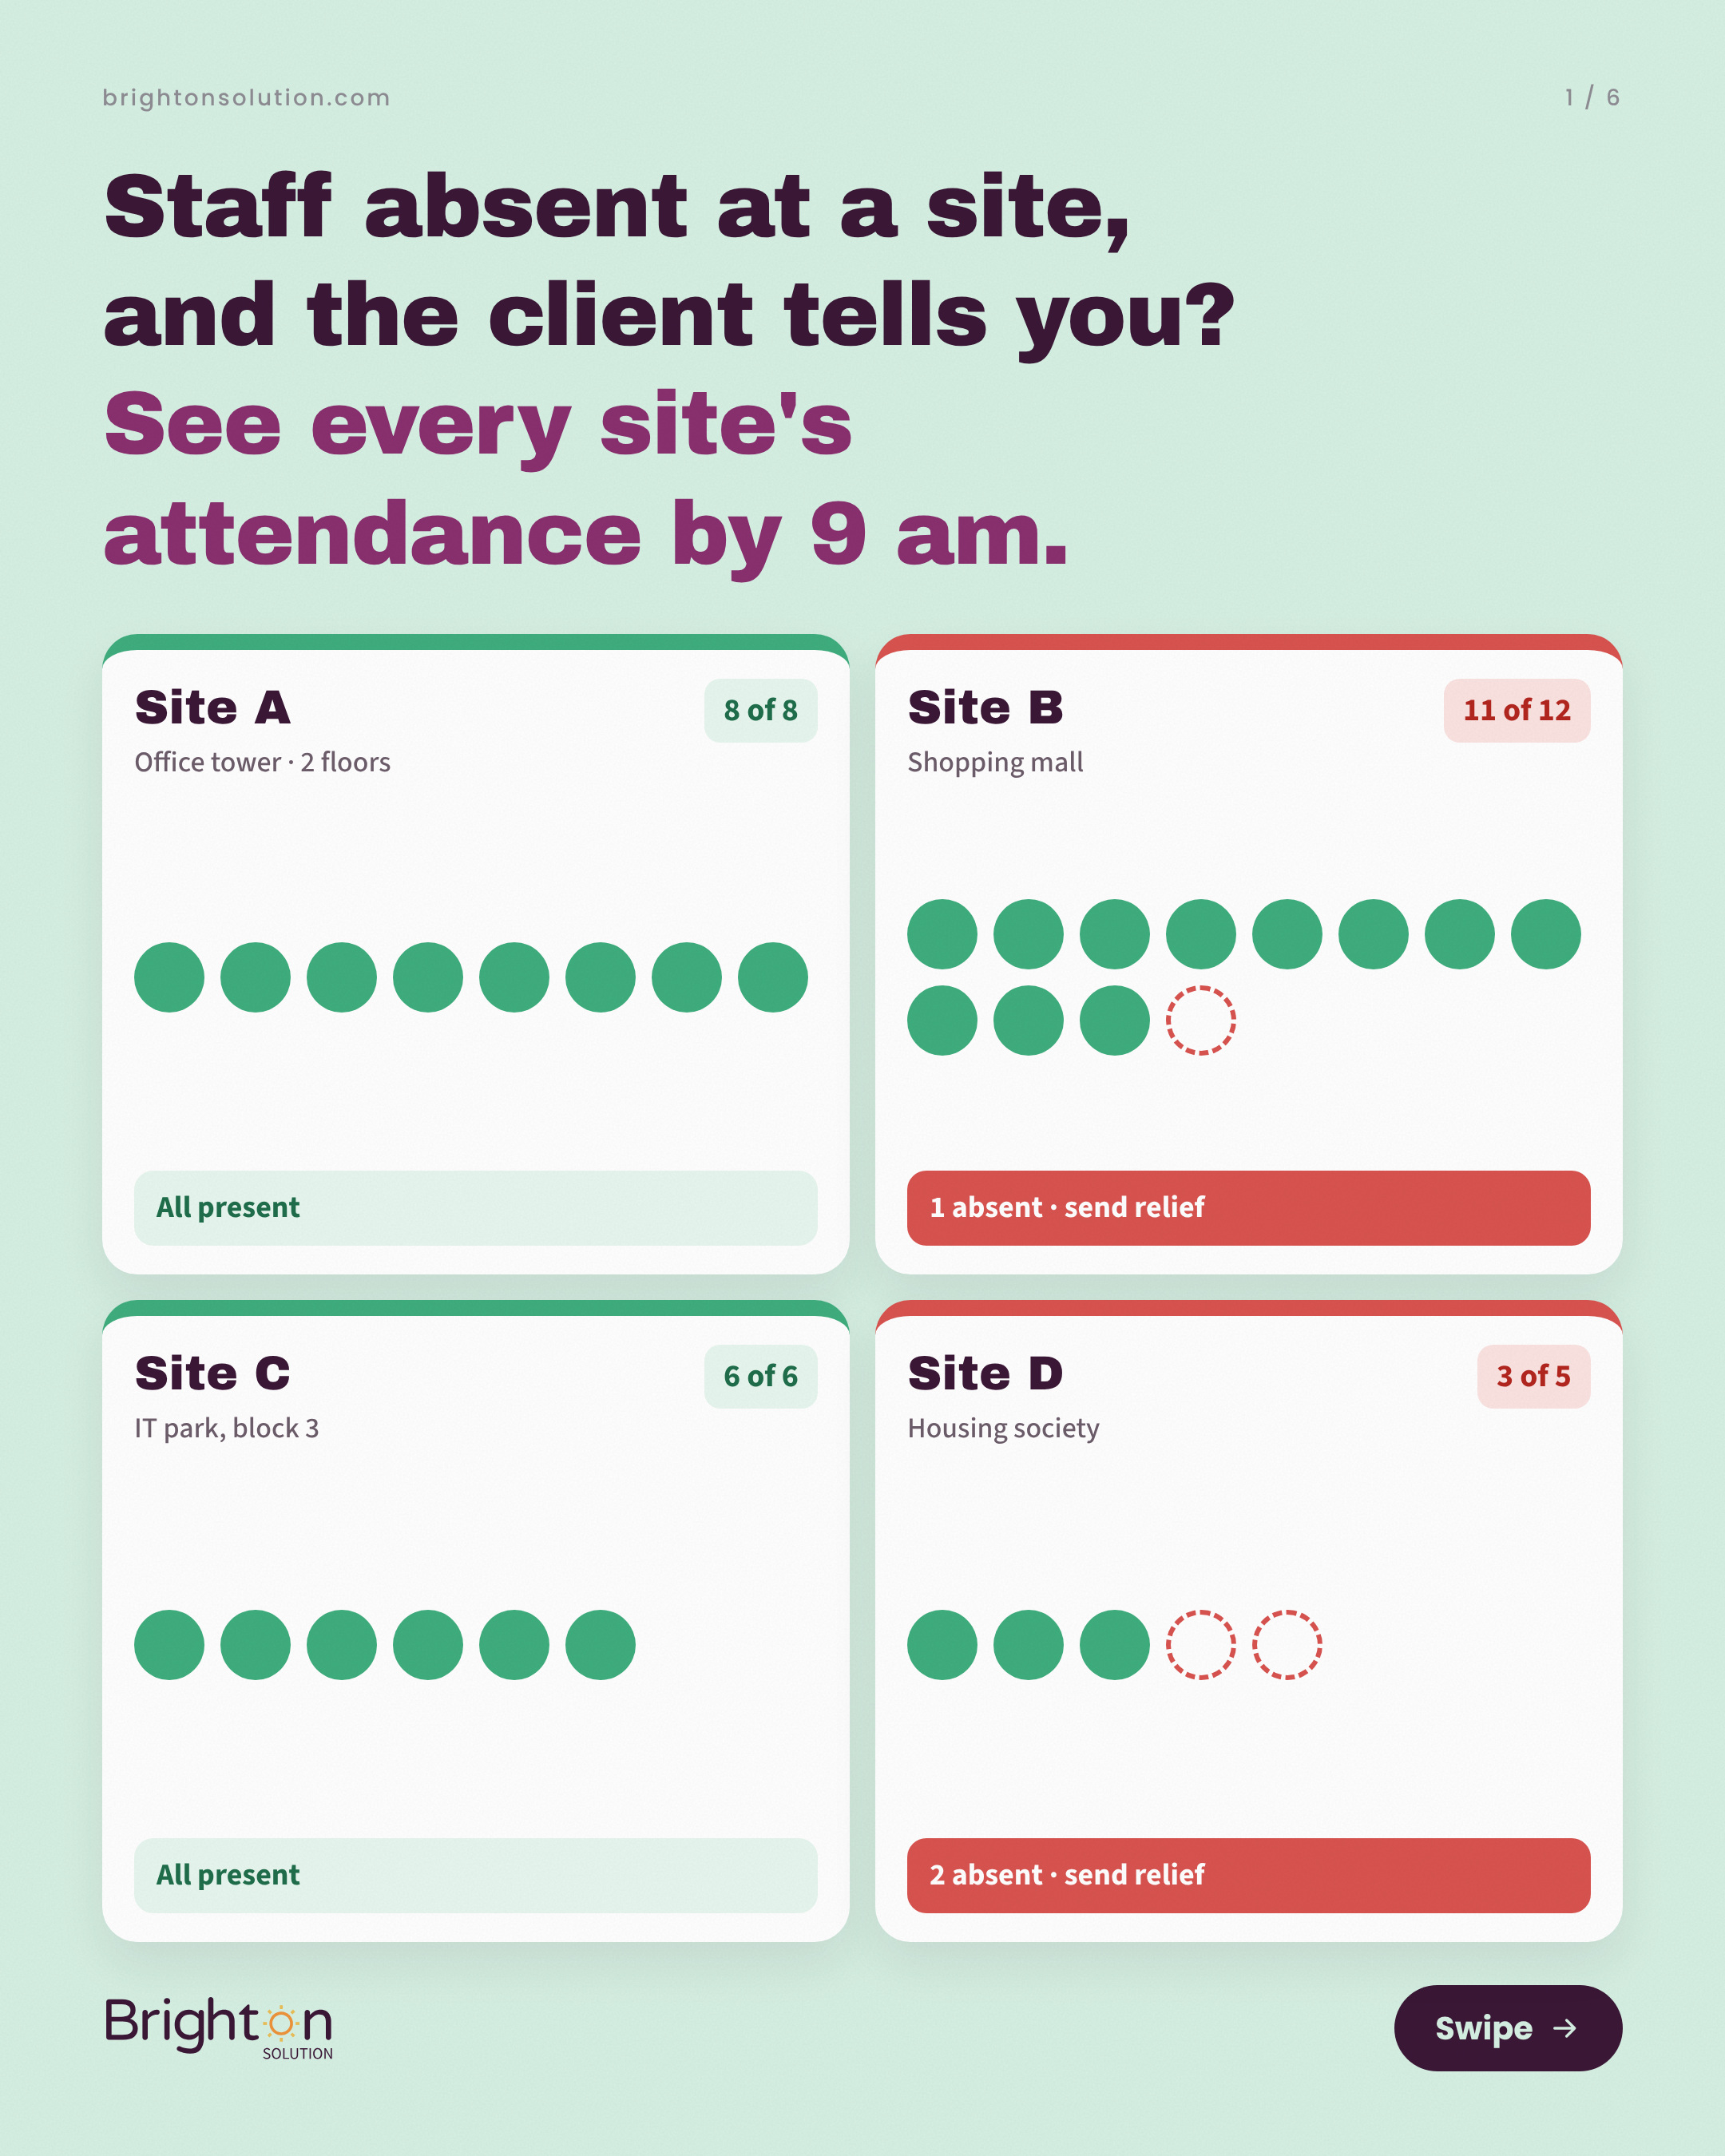 brightonsolution.com
1 / 6
Staff absent at a site,
and the client tells you?
See every site's
attendance by 9 am.
Site A
8 of 8
Office tower · 2 floors
All present
Site B
11 of 12
Shopping mall
1 absent · send relief
Site C
6 of 6
IT park, block 3
All present
Site D
3 of 5
Housing society
2 absent · send relief
Brighton
SOLUTION
Swipe →